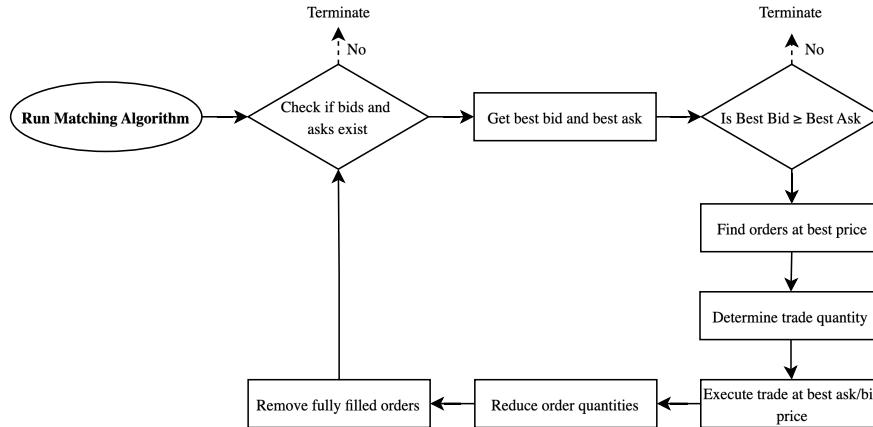 Terminate
Terminate
No
No
Run Matching Algorithm
Check if bids and
asks exist
Get best bid and best ask
Is Best Bid ≥ Best Ask
Find orders at best price
Determine trade quantity
Execute trade at best ask/bi
price
Reduce order quantities
Remove fully filled orders